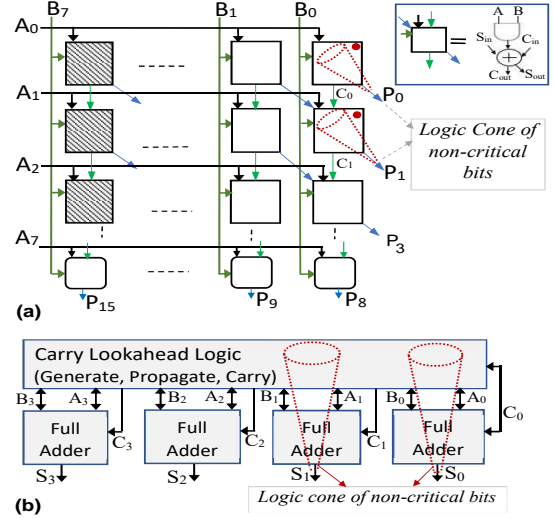 B7 B1 B0
A B
Sin Cin
=
+
Cout Sout
A0
A1
C0
P0
A2
C1
P1
Logic Cone of
non-critical
bits
P3
A7
P15 P9 P8
(a)
Carry Lookahead Logic
(Generate, Propagate, Carry)
B3 A3 B2 A2 B1 A1 B0 A0
C0
Full
Adder
C3
Full
Adder
C2
Full
Adder
C1
Full
Adder
S3 S2 S1 S0
(b)
Logic cone of non-critical bits